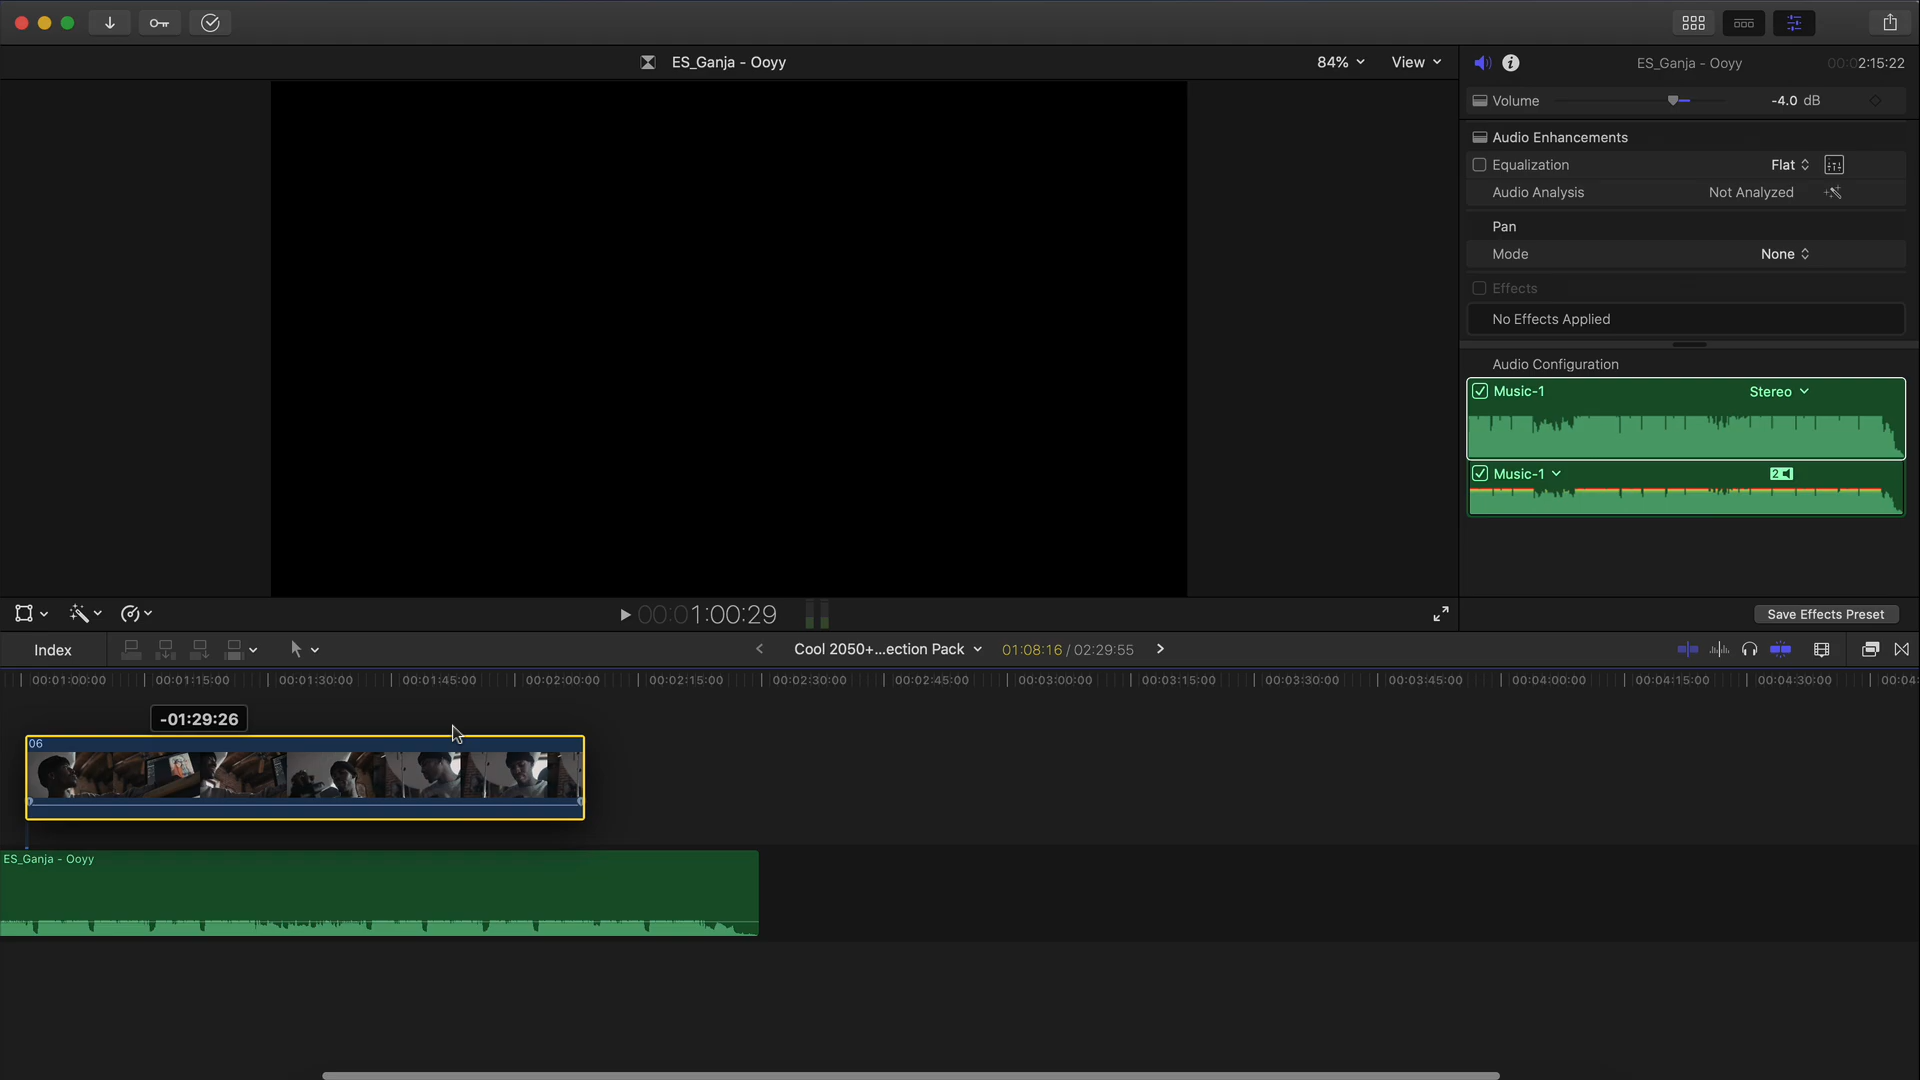 ES_Ganja - Ooyy
84%
View
ES_Ganja - Ooyy
00:02:15:22
Volume
-4.0 dB
Audio Enhancements
Equalization
Flat
Audio Analysis
Not Analyzed
Pan
Mode
None
Effects
No Effects Applied
Audio Configuration
Music-1
Stereo
Music-1
2
00:01:00:29
Save Effects Preset
Index
Cool 2050+...ection Pack
01:08:16 / 02:29:55
00:01:00:00
00:01:15:00
00:01:30:00
00:01:45:00
00:02:00:00
00:02:15:00
00:02:30:00
00:02:45:00
00:03:00:00
00:03:15:00
00:03:30:00
00:03:45:00
00:04:00:00
00:04:15:00
00:04:30:00
00:04:
-01:29:26
06
ES_Ganja - Ooyy